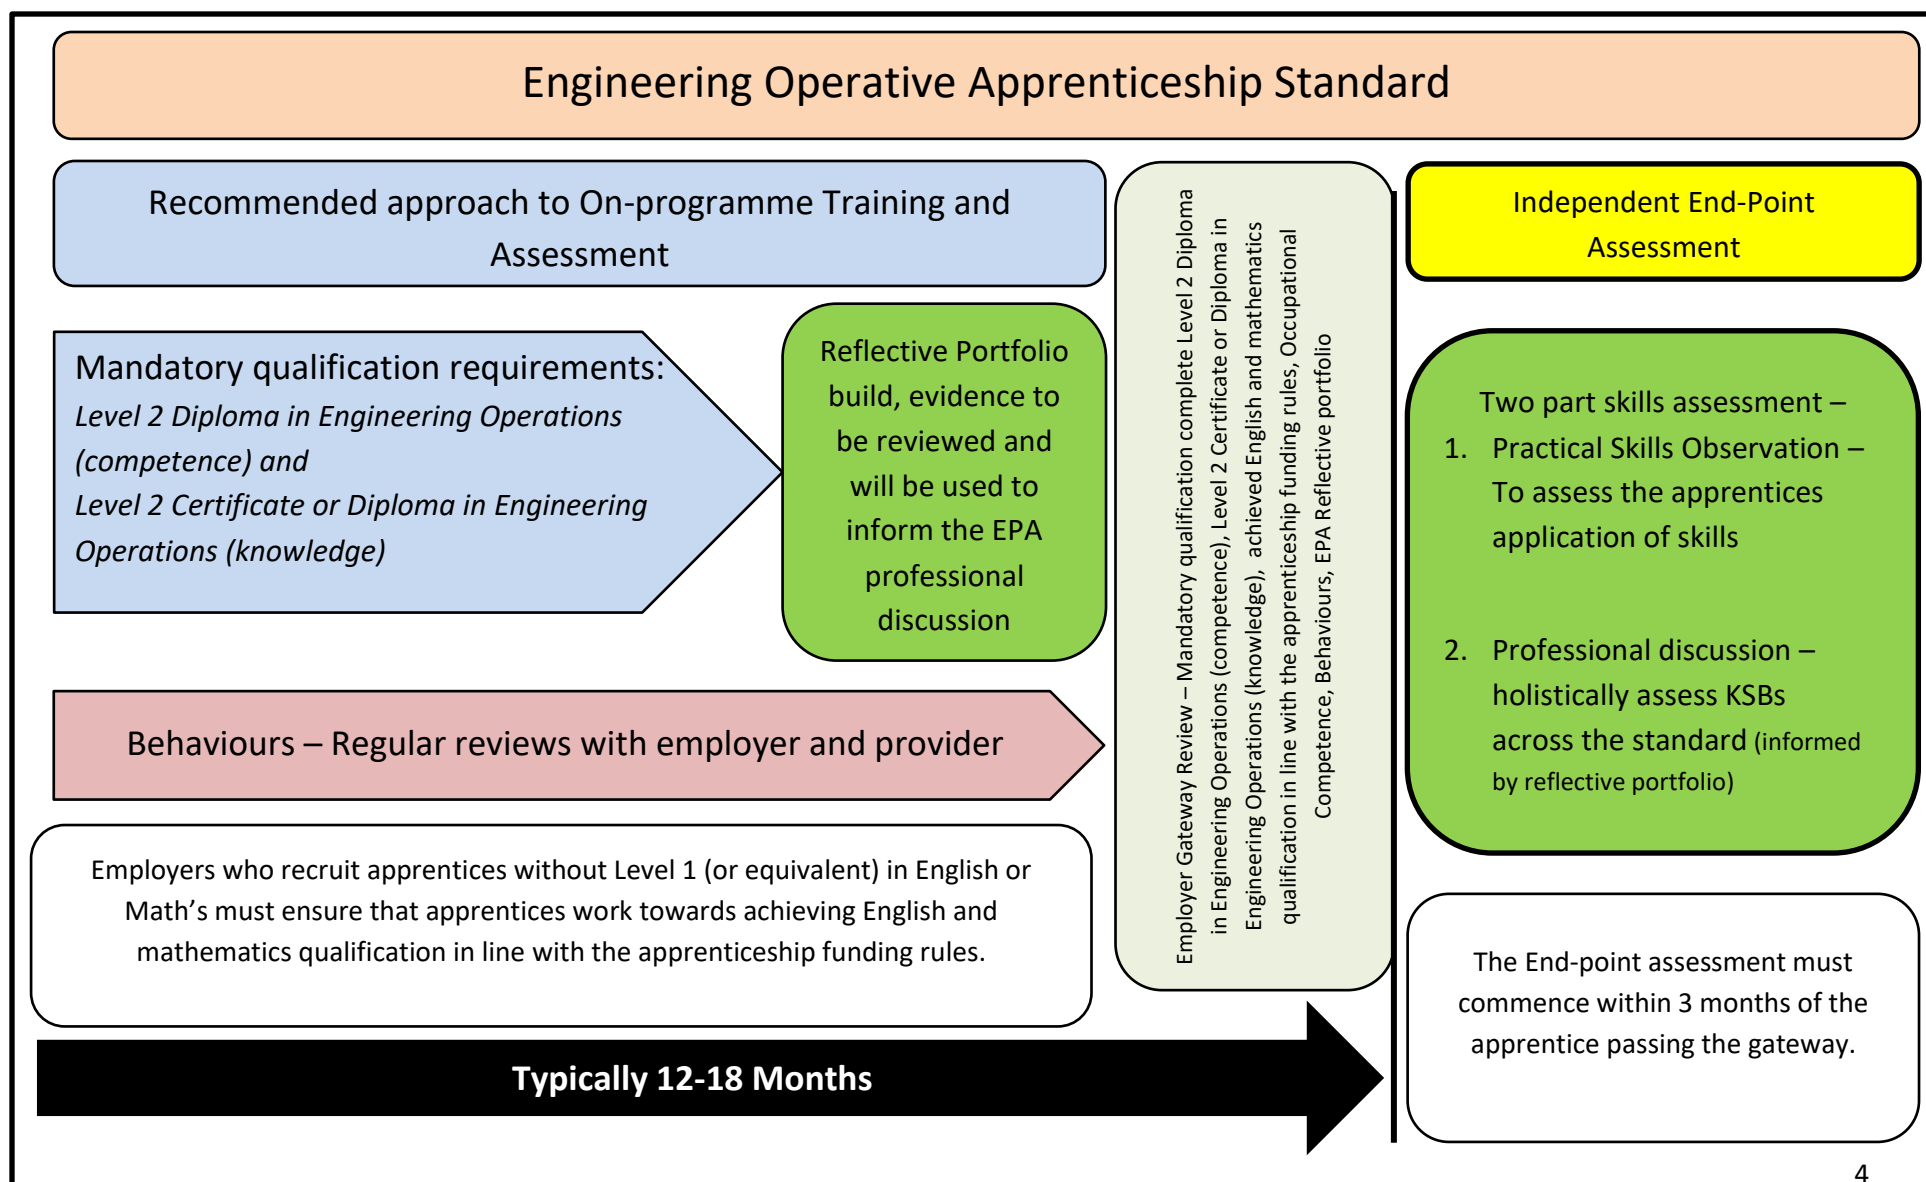 Engineering Operative Apprenticeship Standard
Recommended approach to On-programme Training and
Assessment
Mandatory qualification requirements:
Level 2 Diploma in Engineering Operations
(competence) and
Level 2 Certificate or Diploma in Engineering
Operations (knowledge)
Reflective Portfolio
build, evidence to
be reviewed and
will be used to
inform the EPA
professional
discussion
Behaviours – Regular reviews with employer and provider
Employers who recruit apprentices without Level 1 (or equivalent) in English or
Math’s must ensure that apprentices work towards achieving English and
mathematics qualification in line with the apprenticeship funding rules.
Typically 12-18 Months
Employer Gateway Review – Mandatory qualification complete Level 2 Diploma
in Engineering Operations (competence), Level 2 Certificate or Diploma in
Engineering Operations (knowledge),  achieved English and mathematics
qualification in line with the apprenticeship funding rules, Occupational
Competence, Behaviours, EPA Reflective portfolio
Independent End-Point
Assessment
Two part skills assessment –
1. Practical Skills Observation –
To assess the apprentices
application of skills
2. Professional discussion –
holistically assess KSBs
across the standard (informed
by reflective portfolio)
The End-point assessment must
commence within 3 months of the
apprentice passing the gateway.
4